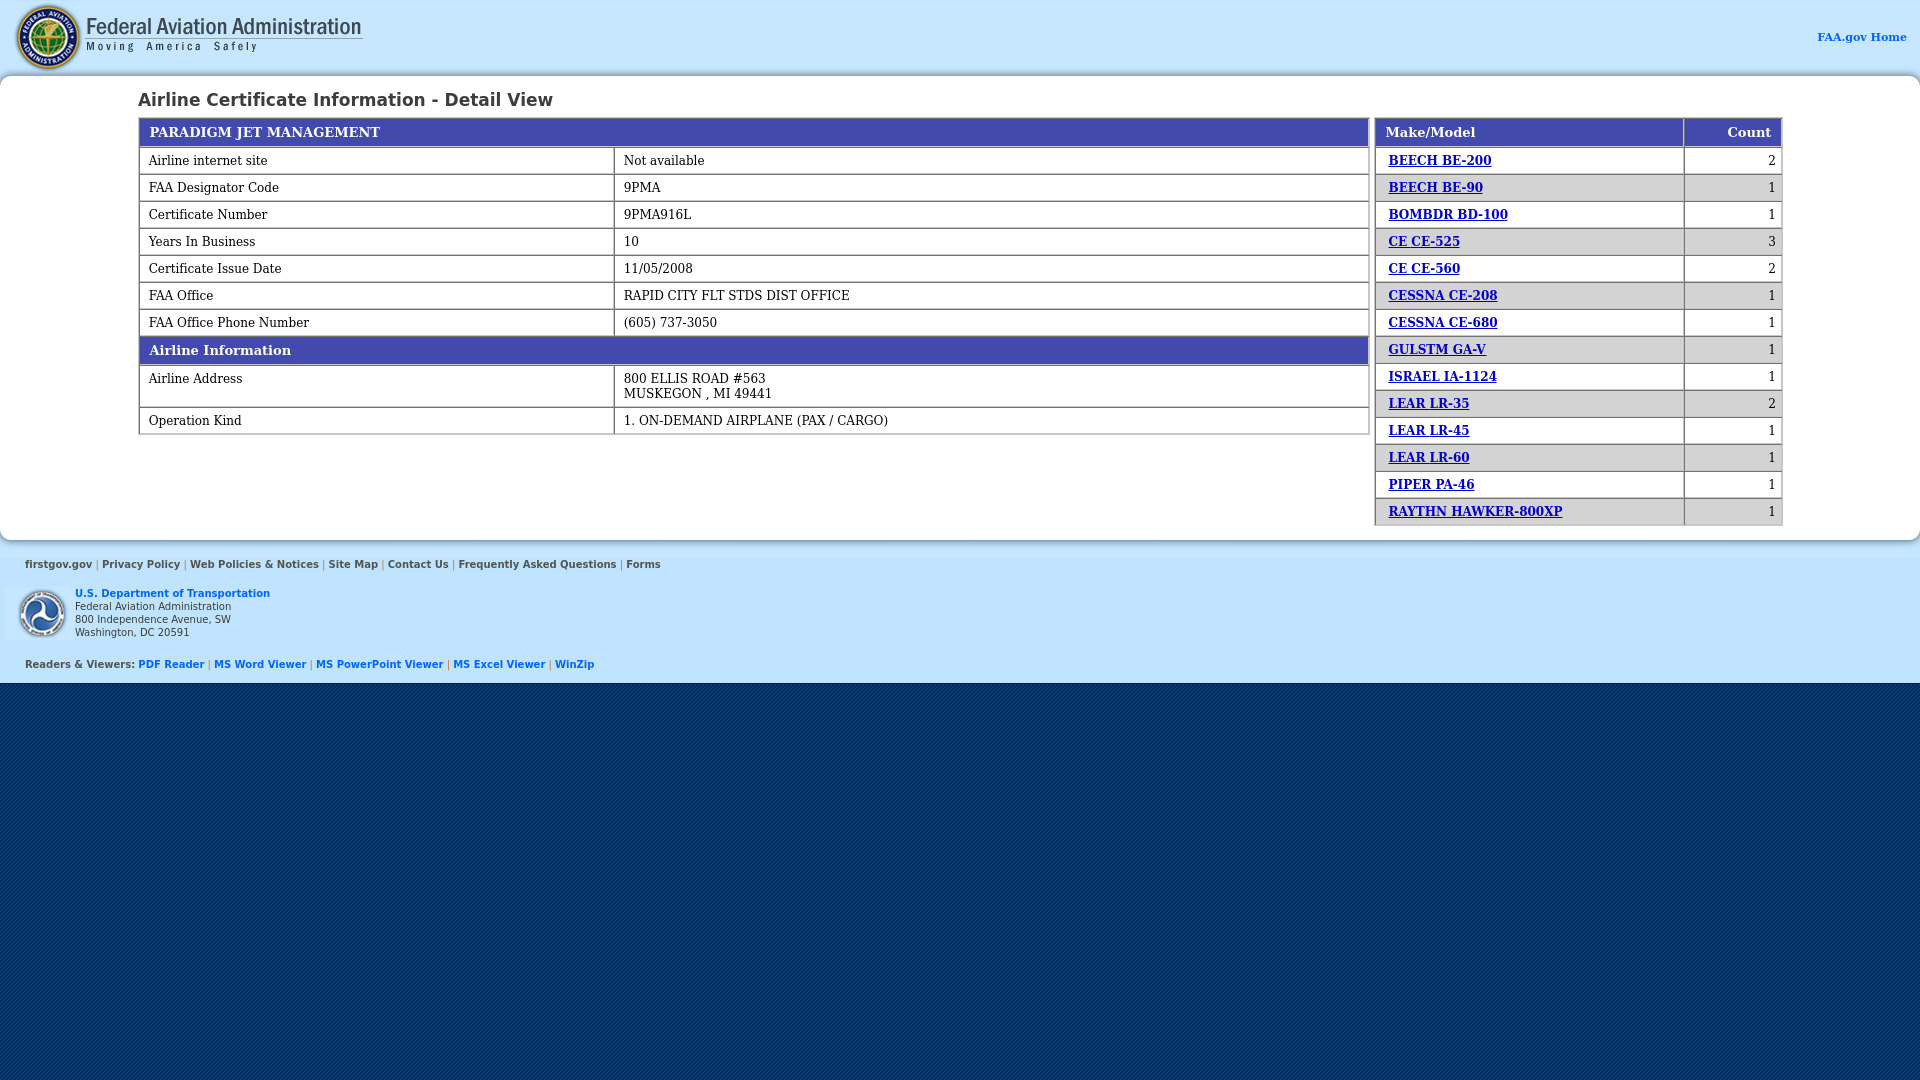 Federal Aviation Administration
Moving America Safely
FAA.gov Home
Airline Certificate Information - Detail View
PARADIGM JET MANAGEMENT
Airline internet site Not available
FAA Designator Code 9PMA
Certificate Number 9PMA916L
Years In Business 10
Certificate Issue Date 11/05/2008
FAA Office RAPID CITY FLT STDS DIST OFFICE
FAA Office Phone Number (605) 737-3050
Airline Information
Airline Address 800 ELLIS ROAD #563
MUSKEGON , MI 49441
Operation Kind 1. ON-DEMAND AIRPLANE (PAX / CARGO)
Make/Model Count
BEECH BE-200 2
BEECH BE-90 1
BOMBDR BD-100 1
CE CE-525 3
CE CE-560 2
CESSNA CE-208 1
CESSNA CE-680 1
GULSTM GA-V 1
ISRAEL IA-1124 1
LEAR LR-35 2
LEAR LR-45 1
LEAR LR-60 1
PIPER PA-46 1
RAYTHN HAWKER-800XP 1
firstgov.gov | Privacy Policy | Web Policies & Notices | Site Map | Contact Us | Frequently Asked Questions | Forms
U.S. Department of Transportation
Federal Aviation Administration
800 Independence Avenue, SW
Washington, DC 20591
Readers & Viewers: PDF Reader | MS Word Viewer | MS PowerPoint Viewer | MS Excel Viewer | WinZip